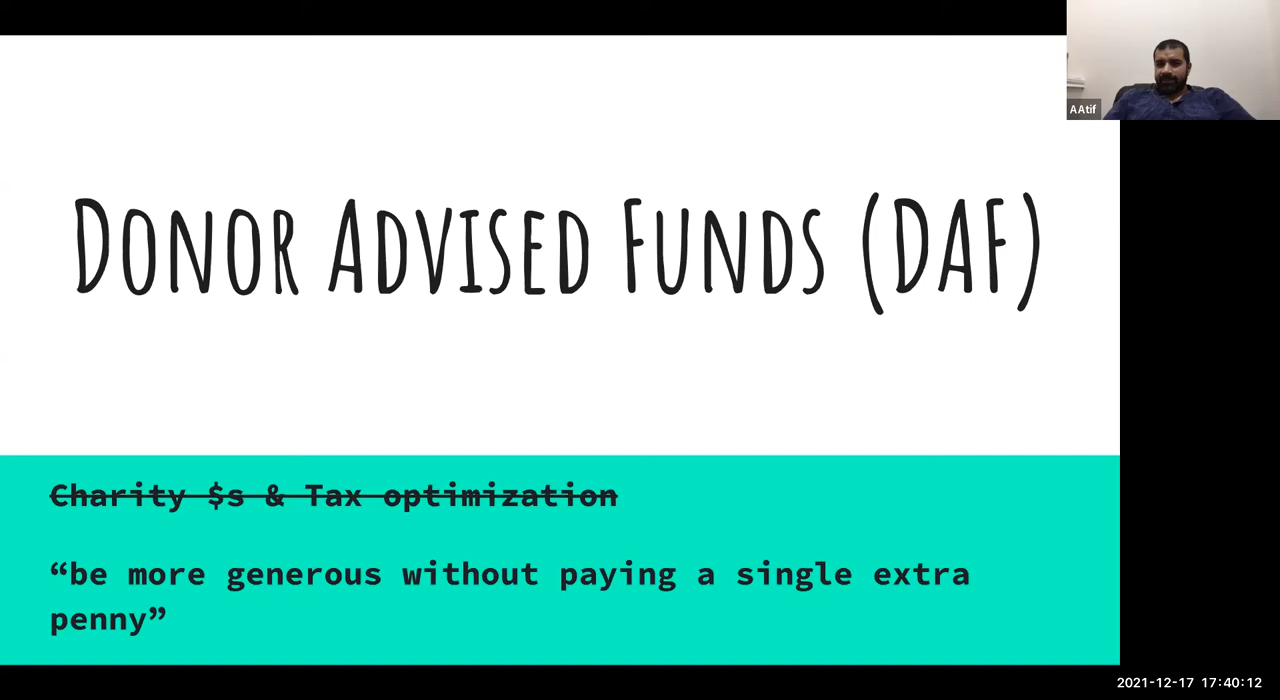 AAtif
Donor Advised Funds (DAF)
Charity $s & Tax optimization
“be more generous without paying a single extra
penny”
2021-12-17 17:40:12